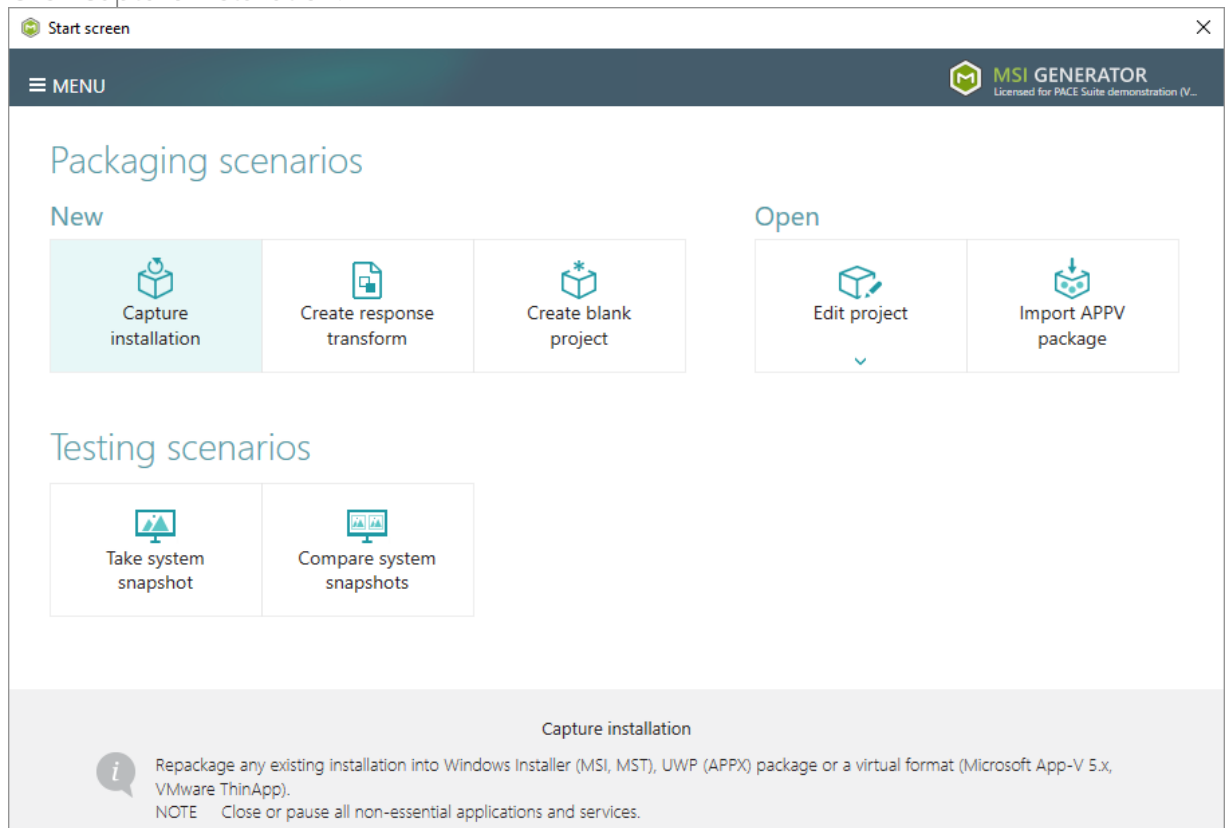 Start screen
MENU
MSI GENERATOR
Licensed for PACE Suite demonstration (V...
Packaging scenarios
New
Open
Capture
installation
Create response
transform
Create blank
project
Edit project
Import APPV
package
Testing scenarios
Take system
snapshot
Compare system
snapshots
Capture installation
Repackage any existing installation into Windows Installer (MSI, MST), UWP (APPX) package or a virtual format (Microsoft App-V 5.x,
VMware ThinApp).
NOTE Close or pause all non-essential applications and services.